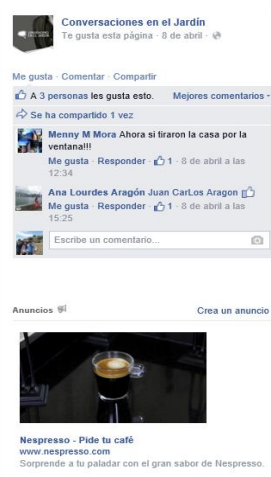 Conversaciones en el Jardín
Te gusta esta página · 8 de abril ·
Me gusta · Comentar · Compartir
A 3 personas les gusta esto. Mejores comentarios
Se ha compartido 1 vez
Menny M Mora Ahora si tiraron la casa por la
ventana!!!
Me gusta · Responder · 1 · 8 de abril a las
12:34
Ana Lourdes Aragón Juan CarLos Aragon
Me gusta · Responder · 1 · 8 de abril a las
15:25
Escribe un comentario...
Anuncios Crea un anuncio
Nespresso - Pide tu café
www.nespresso.com
Sorprende a tu paladar con el gran sabor de Nespresso.